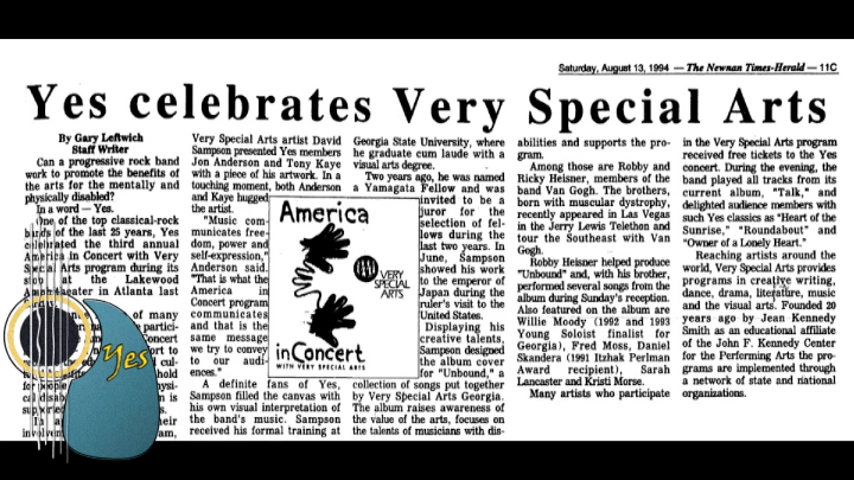 Saturday, August 13, 1994 — The Newnan Times-Herald — 11C
Yes celebrates Very Special Arts
By Gary Leftwich
Staff Writer
Can a progressive rock band
work to promote the benefits of
the arts for the mentally and
physically disabled?
In a word — Yes.
One of the top classical-rock
bands of the last 25 years, Yes
celebrated the third annual
America in Concert with Very
Special Arts program during its
stop at the Lakewood
Amphitheater in Atlanta last
of many
partici-
Concert
effort to
cul-
hold
for people physi-
cal disab is
supported
In a their
involvem am,
Yes
Very Special Arts artist David
Sampson presented Yes members
Jon Anderson and Tony Kaye
with a piece of his artwork. In a
touching moment, both Anderson
and Kaye hugged
the artist.
"Music com-
municates free-
dom, power and
self-expression,"
Anderson said.
"That is what the
America in
Concert program
communicates
and that is the
same message
we try to convey
to our audi-
ences."
A definite fans of Yes,
Sampson filled the canvas with
his own visual interpretation of
the band's music. Sampson
received his formal training at
America
VERY
SPECIAL
ARTS
in Concert
WITH VERY SPECIAL ARTS
Georgia State University, where
he graduate cum laude with a
visual arts degree.
Two years ago, he was named
a Yamagata Fellow and was
invited to be a
juror for the
selection of fel-
lows during the
last two years. In
June, Sampson
showed his work
to the emperor of
Japan during the
ruler's visit to the
United States.
Displaying his
creative talents,
Sampson designed
the album cover
for "Unbound," a
collection of songs put together
by Very Special Arts Georgia.
The album raises awareness of
the value of the arts, focuses on
the talents of musicians with dis-
abilities and supports the pro-
gram.
Among those are Robby and
Ricky Heisner, members of the
band Van Gogh. The brothers,
born with muscular dystrophy,
recently appeared in Las Vegas
in the Jerry Lewis Telethon and
tour the Southeast with Van
Gogh.
Robby Heisner helped produce
"Unbound" and, with his brother,
performed several songs from the
album during Sunday's reception.
Also featured on the album are
Willie Moody (1992 and 1993
Young Soloist finalist for
Georgia), Fred Moss, Daniel
Skandera (1991 Itzhak Perlman
Award recipient), Sarah
Lancaster and Kristi Morse.
Many artists who participate
in the Very Special Arts program
received free tickets to the Yes
concert. During the evening, the
band played all tracks from its
current album, "Talk," and
delighted audience members with
such Yes classics as "Heart of the
Sunrise," "Roundabout" and
"Owner of a Lonely Heart."
Reaching artists around the
world, Very Special Arts provides
programs in creative writing,
dance, drama, literature, music
and the visual arts. Founded 20
years ago by Jean Kennedy
Smith as an educational affiliate
of the John F. Kennedy Center
for the Performing Arts the pro-
grams are implemented through
a network of state and national
organizations.